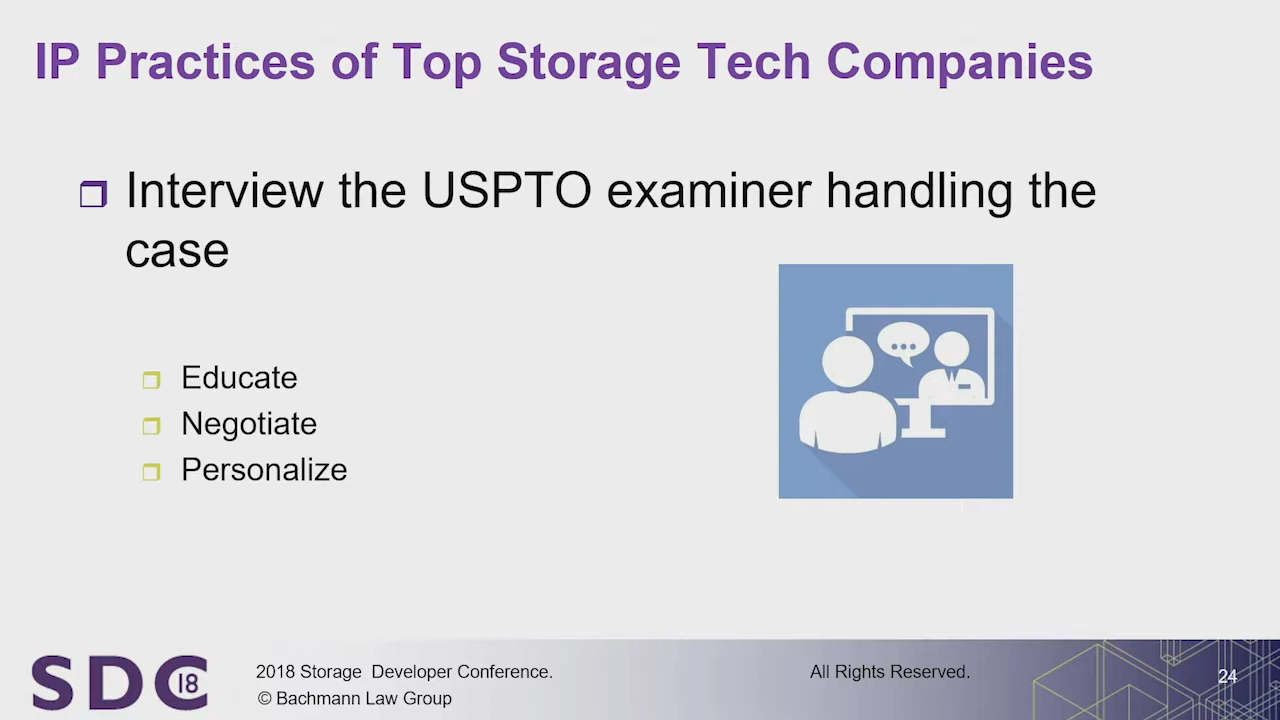 IP Practices of Top Storage Tech Companies
Interview the USPTO examiner handling the
case
Educate
Negotiate
Personalize
SDC 18
2018 Storage Developer Conference.
© Bachmann Law Group
All Rights Reserved.
24